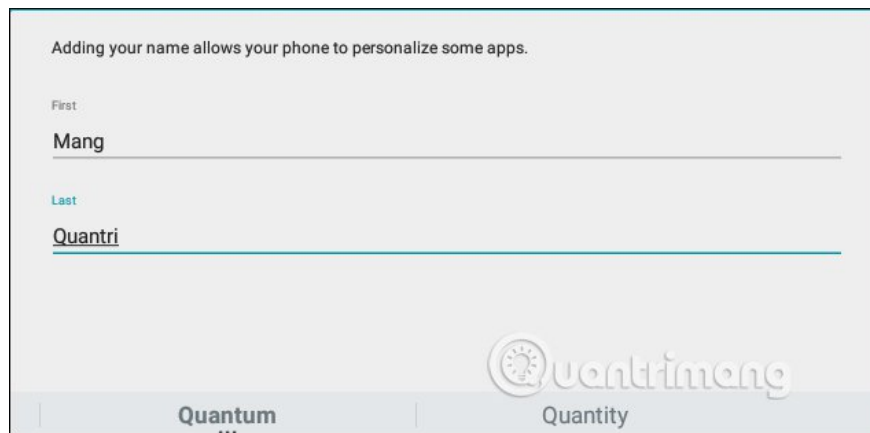 Adding your name allows your phone to personalize some apps.
First
Mang
Last
Quantri
Quantrimang
Quantum
Quantity